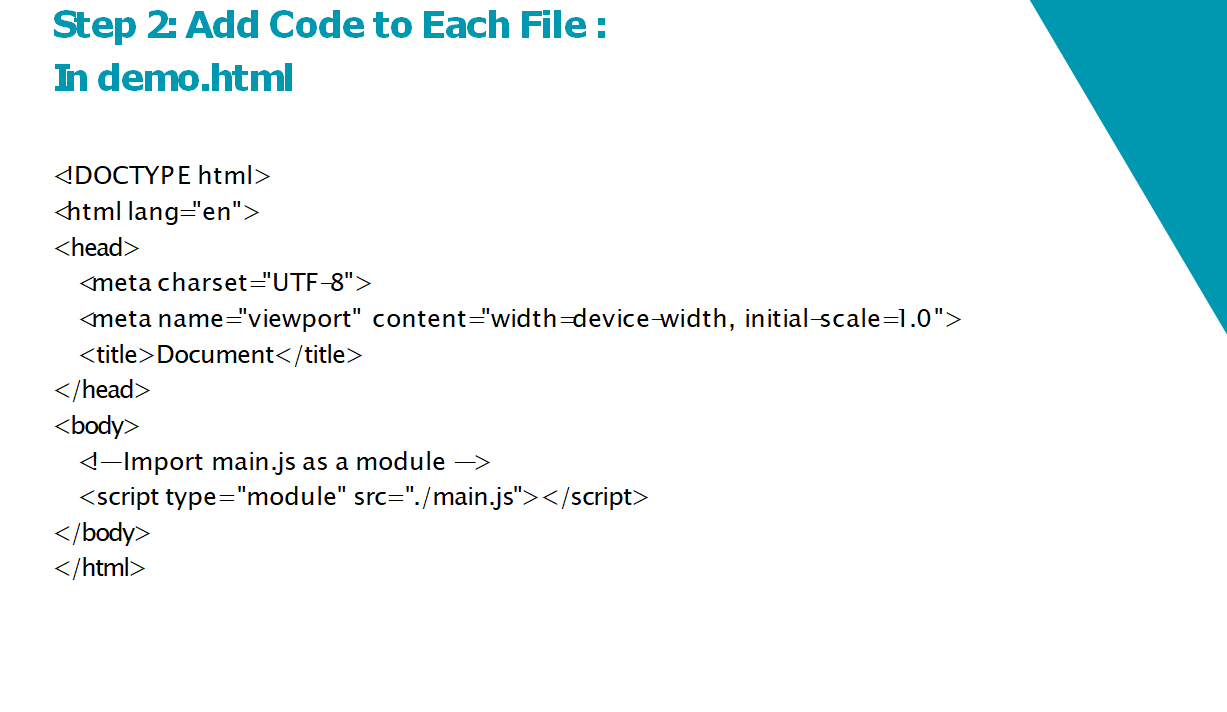 Step 2: Add Code to Each File :
In demo.html
<!DOCTYPE html>
<html lang="en">
<head>
<meta charset="UTF-8">
<meta name="viewport" content="width=device-width, initial-scale=1.0">
<title>Document</title>
</head>
<body>
<!—Import main.js as a module —>
<script type="module" src="./main.js"></script>
</body>
</html>